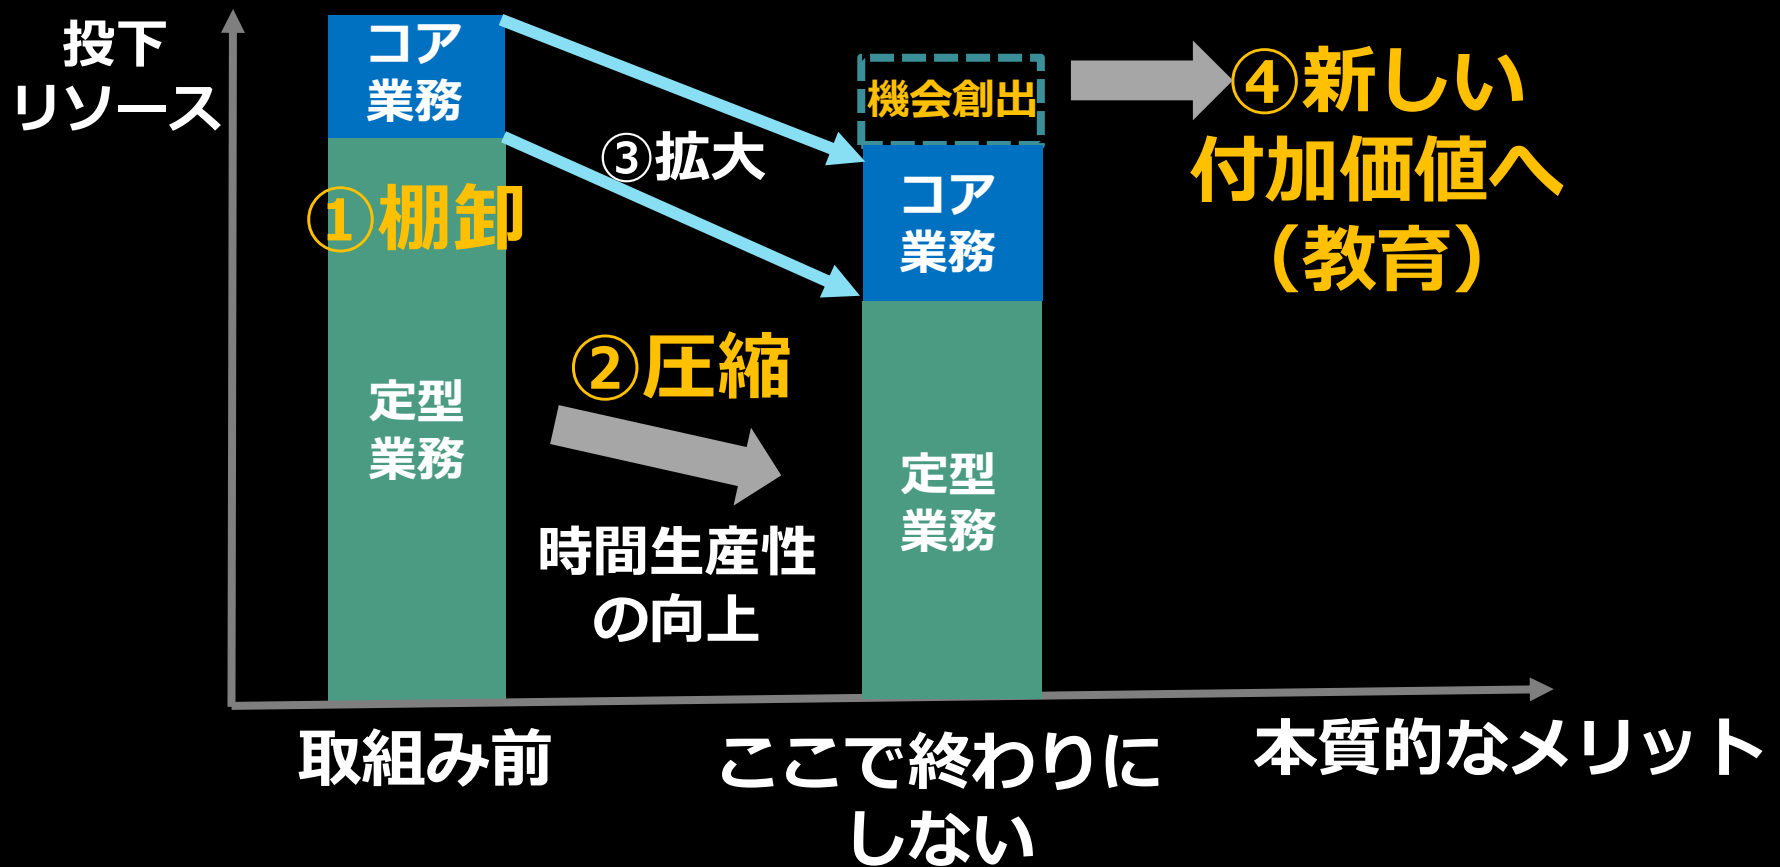 投下
リソース
コア
業務
①棚卸
定型
業務
③拡大
②圧縮
時間生産性
の向上
機会創出
コア
業務
定型
業務
④新しい
付加価値へ
（教育）
取組み前
ここで終わりに
しない
本質的なメリット